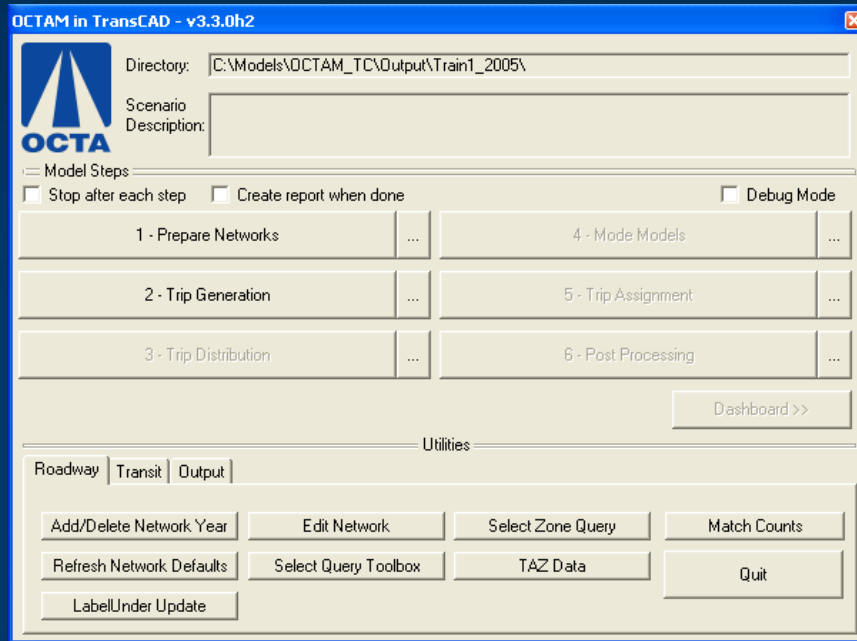 OCTAM in TransCAD - v3.3.0h2
OCTA
Directory: C:\Models\OCTAM_TC\Output\Train1_2005\
Scenario
Description:
Model Steps
Stop after each step Create report when done Debug Mode
1 - Prepare Networks ... 4 - Mode Models ...
2 - Trip Generation ... 5 - Trip Assignment ...
3 - Trip Distribution ... 6 - Post Processing ...
Dashboard >>
Utilities
Roadway Transit Output
Add/Delete Network Year Edit Network Select Zone Query Match Counts
Refresh Network Defaults Select Query Toolbox TAZ Data Quit
LabelUnder Update